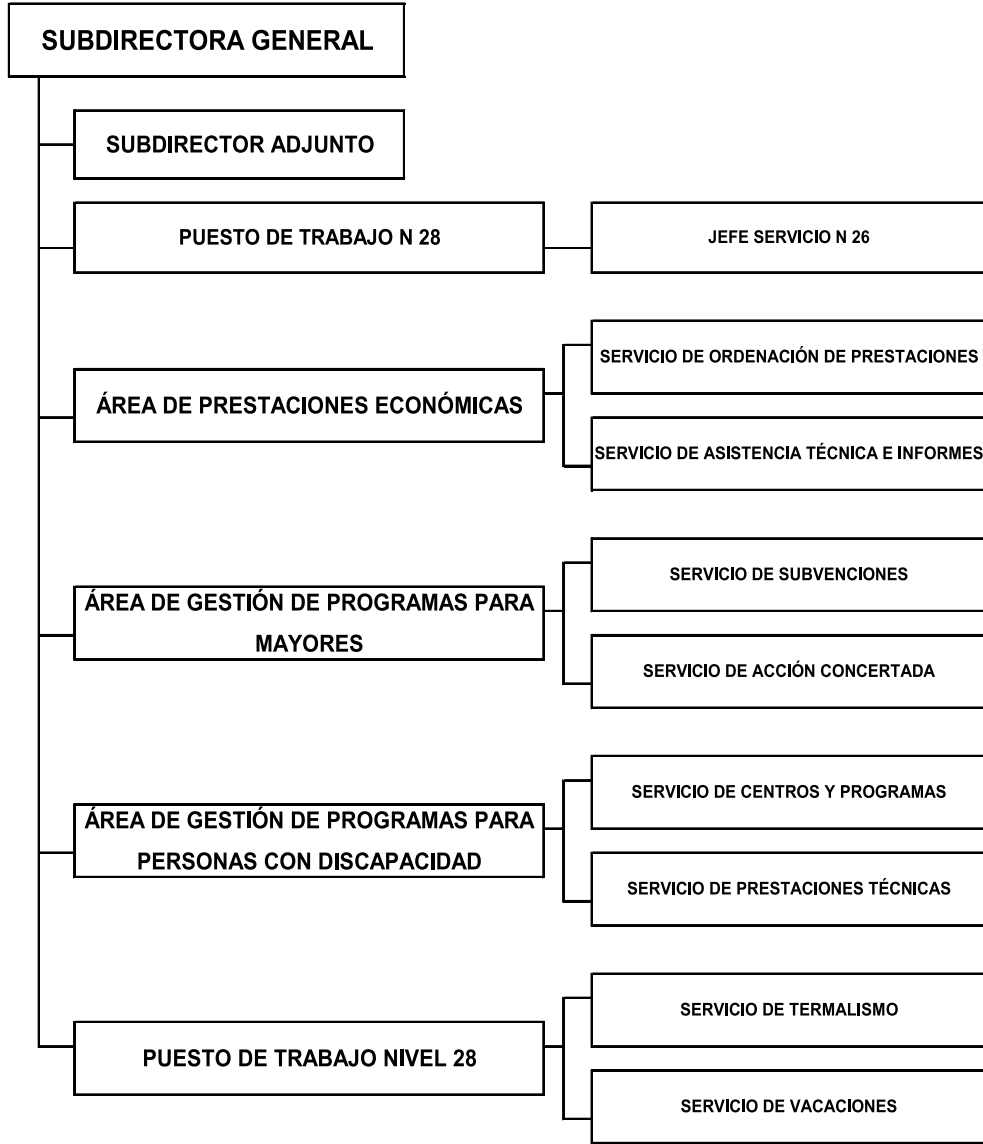 SUBDIRECTORA GENERAL
SUBDIRECTOR ADJUNTO
PUESTO DE TRABAJO N 28
JEFE SERVICIO N 26
ÁREA DE PRESTACIONES ECONÓMICAS
SERVICIO DE ORDENACIÓN DE PRESTACIONES
SERVICIO DE ASISTENCIA TÉCNICA E INFORMES
ÁREA DE GESTIÓN DE PROGRAMAS PARA
MAYORES
SERVICIO DE SUBVENCIONES
SERVICIO DE ACCIÓN CONCERTADA
ÁREA DE GESTIÓN DE PROGRAMAS PARA
PERSONAS CON DISCAPACIDAD
SERVICIO DE CENTROS Y PROGRAMAS
SERVICIO DE PRESTACIONES TÉCNICAS
PUESTO DE TRABAJO NIVEL 28
SERVICIO DE TERMALISMO
SERVICIO DE VACACIONES